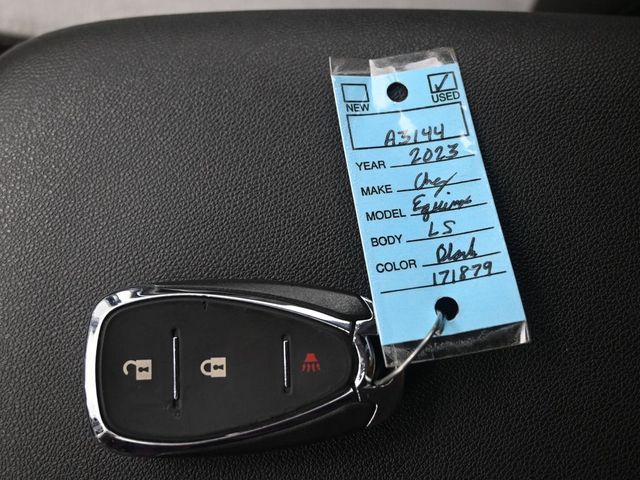 NEW USED
A3144
YEAR 2023
MAKE Chev
MODEL Equinox
BODY LS
COLOR Black
171879